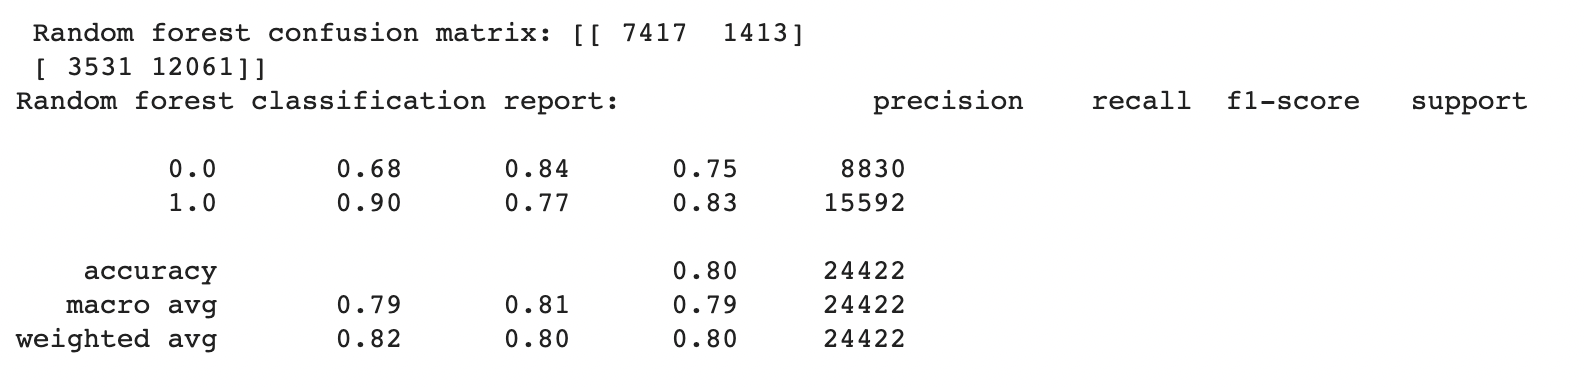 Random forest confusion matrix: [[ 7417  1413]
[ 3531 12061]]
Random forest classification report:               precision    recall  f1-score   support
0.0       0.68      0.84      0.75      8830
1.0       0.90      0.77      0.83     15592
accuracy                           0.80     24422
macro avg       0.79      0.81      0.79     24422
weighted avg       0.82      0.80      0.80     24422